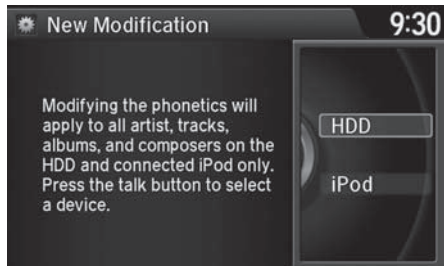 New Modification
9:30
Modifying the phonetics will
apply to all artist, tracks,
albums, and composers on the
HDD and connected iPod only.
Press the talk button to select
a device.
HDD
iPod